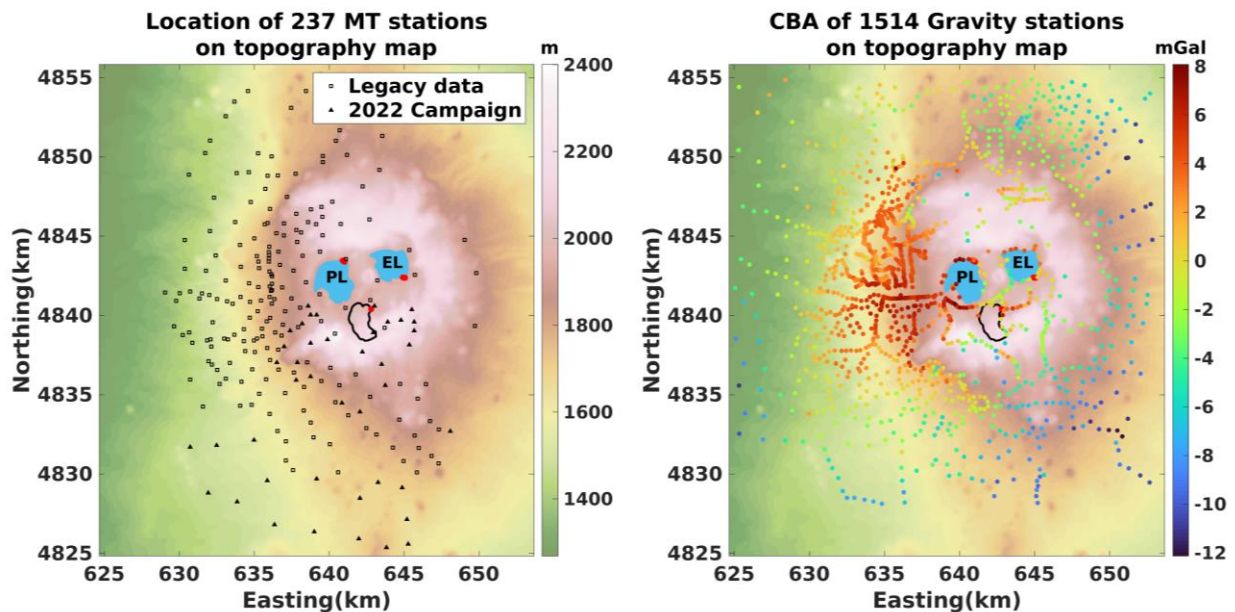 Location of 237 MT stations
on topography map
m
Legacy data
2022 Campaign
PL
EL
4855
4850
4845
4840
4835
4830
4825
Northing(km)
625 630 635 640 645 650
Easting(km)
2400
2200
2000
1800
1600
1400
CBA of 1514 Gravity stations
on topography map
mGal
PL
EL
4855
4850
4845
4840
4835
4830
4825
Northing(km)
625 630 635 640 645 650
Easting(km)
8
6
4
2
0
-2
-4
-6
-8
-10
-12